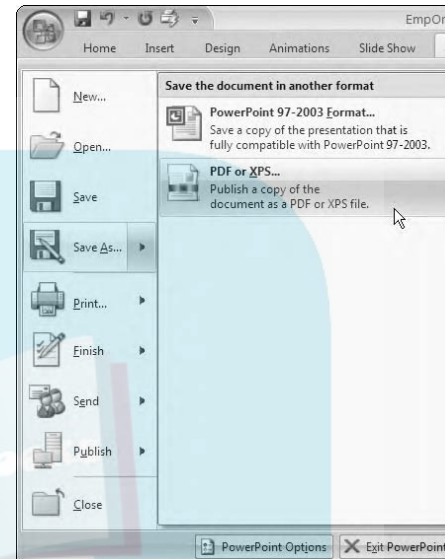 EmpOr
Home Insert Design Animations Slide Show
New...
Open...
Save
Save As...
Print...
Finish
Send
Publish
Close
Save the document in another format
PowerPoint 97-2003 Format...
Save a copy of the presentation that is
fully compatible with PowerPoint 97-2003.
PDF or XPS...
Publish a copy of the
document as a PDF or XPS file.
PowerPoint Options Exit PowerPoint